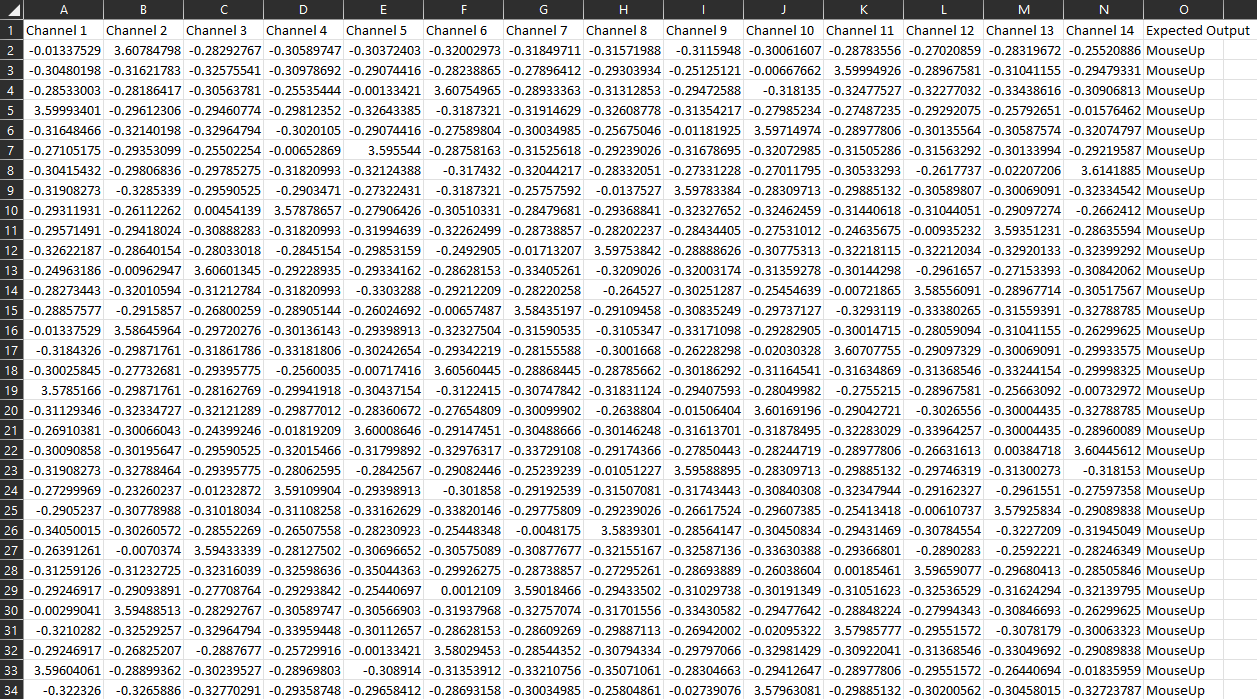 A B C D E F G H I J K L M N O
1 Channel 1 Channel 2 Channel 3 Channel 4 Channel 5 Channel 6 Channel 7 Channel 8 Channel 9 Channel 10 Channel 11 Channel 12 Channel 13 Channel 14 Expected Output
2 -0.01337529 3.60784798 -0.28292767 -0.30589747 -0.30372403 -0.32002973 -0.31849711 -0.31571988 -0.3115948 -0.30061607 -0.28783556 -0.27020859 -0.28319672 -0.25520886 MouseUp
3 -0.30480198 -0.31621783 -0.32575541 -0.30978692 -0.29074416 -0.28238865 -0.27896412 -0.29303934 -0.25125121 -0.00667662 3.59994926 -0.28967581 -0.31041155 -0.29479331 MouseUp
4 -0.28533003 -0.28186417 -0.30563781 -0.25535444 -0.00133421 3.60754965 -0.28933363 -0.31312853 -0.29472588 -0.318135 -0.32477527 -0.32277032 -0.33438616 -0.30906813 MouseUp
5 3.59993401 -0.29612306 -0.29460774 -0.29812352 -0.32643385 -0.3187321 -0.31914629 -0.32608778 -0.31354217 -0.27985234 -0.27487235 -0.29292075 -0.25792651 -0.01576462 MouseUp
6 -0.31648466 -0.32140198 -0.32964794 -0.3020105 -0.29074416 -0.27589804 -0.30034985 -0.25675046 -0.01181925 3.59714974 -0.28977806 -0.30135564 -0.30587574 -0.32074797 MouseUp
7 -0.27105175 -0.29353099 -0.25502254 -0.00652869 3.595544 -0.28758163 -0.31525618 -0.29239026 -0.31678695 -0.32072985 -0.31505286 -0.31563292 -0.30133994 -0.29219587 MouseUp
8 -0.30415432 -0.29806836 -0.29785275 -0.31820993 -0.32124388 -0.317432 -0.32044217 -0.28332051 -0.27331228 -0.27011795 -0.30533293 -0.2617737 -0.02207206 3.6141885 MouseUp
9 -0.31908273 -0.3285339 -0.29590525 -0.2903471 -0.27322431 -0.3187321 -0.25757592 -0.0137527 3.59783384 -0.28309713 -0.29885132 -0.30589807 -0.30069091 -0.32334542 MouseUp
10 -0.29311931 -0.26112262 0.00454139 3.57878657 -0.27906426 -0.30510331 -0.28479681 -0.29368841 -0.32327652 -0.32462459 -0.31440618 -0.31044051 -0.29097274 -0.2662412 MouseUp
11 -0.29571491 -0.29418024 -0.30888283 -0.31820993 -0.31994639 -0.32262499 -0.28738857 -0.28202237 -0.28434405 -0.27531012 -0.24635675 -0.00935232 3.59351231 -0.28635594 MouseUp
12 -0.32622187 -0.28640154 -0.28033018 -0.2845154 -0.29853159 -0.2492905 -0.01713207 3.59753842 -0.28888626 -0.30775313 -0.32218115 -0.32212034 -0.32920133 -0.32399292 MouseUp
13 -0.24963186 -0.00962947 3.60601345 -0.29228935 -0.29334162 -0.28628153 -0.33405261 -0.3209026 -0.32003174 -0.31359278 -0.30144298 -0.2961657 -0.27153393 -0.30842062 MouseUp
14 -0.28273443 -0.32010594 -0.31212784 -0.31820993 -0.3303288 -0.29212209 -0.28220258 -0.264527 -0.30251287 -0.25454639 -0.00721865 3.58556091 -0.28967714 -0.30517567 MouseUp
15 -0.28857577 -0.2915857 -0.26800259 -0.28905144 -0.26024692 -0.00657487 3.58435197 -0.29109458 -0.30835249 -0.29737127 -0.3293119 -0.33380265 -0.31559391 -0.32788785 MouseUp
16 -0.01337529 3.58645964 -0.29720276 -0.30136143 -0.29398913 -0.32327504 -0.31590535 -0.3105347 -0.33171098 -0.29282905 -0.30014715 -0.28059094 -0.31041155 -0.26299625 MouseUp
17 -0.3184326 -0.29871761 -0.31861786 -0.33181806 -0.30242654 -0.29342219 -0.28155588 -0.3001668 -0.26228298 -0.02030328 3.60707755 -0.29097329 -0.30069091 -0.29933575 MouseUp
18 -0.30025845 -0.27732681 -0.29395775 -0.2560035 -0.00717416 3.60560445 -0.28868445 -0.28785662 -0.30186292 -0.31164541 -0.31634869 -0.31368546 -0.33244154 -0.29998325 MouseUp
19 3.5785166 -0.29871761 -0.28162769 -0.29941918 -0.30437154 -0.3122415 -0.30747842 -0.31831124 -0.29407593 -0.28049982 -0.2755215 -0.28967581 -0.25663092 -0.00732972 MouseUp
20 -0.31129346 -0.32334727 -0.32121289 -0.29877012 -0.28360672 -0.27654809 -0.30099902 -0.2638804 -0.01506404 3.60169196 -0.29042721 -0.3026556 -0.30004435 -0.32788785 MouseUp
21 -0.26910381 -0.30066043 -0.24399246 -0.01819209 3.60008646 -0.29147451 -0.30488666 -0.30146248 -0.31613701 -0.31878495 -0.32283029 -0.33964257 -0.30004435 -0.28960089 MouseUp
22 -0.30090858 -0.30195647 -0.29590525 -0.32015466 -0.31799892 -0.32976317 -0.33729108 -0.29174366 -0.27850443 -0.28244719 -0.28977806 -0.26631613 0.00384718 3.60445612 MouseUp
23 -0.31908273 -0.32788464 -0.29395775 -0.28062595 -0.2842567 -0.29082446 -0.25239239 -0.01051227 3.59588895 -0.28309713 -0.29885132 -0.29746319 -0.31300273 -0.318153 MouseUp
24 -0.27299969 -0.23260237 -0.01232872 3.59109904 -0.29398913 -0.301858 -0.29192539 -0.31507081 -0.31743443 -0.30840308 -0.32347944 -0.29162327 -0.2961551 -0.27597358 MouseUp
25 -0.2905237 -0.30778988 -0.31018034 -0.31108258 -0.33162629 -0.33820146 -0.29775809 -0.29239026 -0.26617524 -0.29607385 -0.25413418 -0.00610737 3.57925834 -0.29089838 MouseUp
26 -0.34050015 -0.30260572 -0.28552269 -0.26507558 -0.28230923 -0.25448348 -0.0048175 3.5839301 -0.28564147 -0.30450834 -0.29431469 -0.30784554 -0.3227209 -0.31945049 MouseUp
27 -0.26391261 -0.0070374 3.59433339 -0.28127502 -0.30696652 -0.30575089 -0.30877677 -0.32155167 -0.32587136 -0.33630388 -0.29366801 -0.2890283 -0.2592221 -0.28246349 MouseUp
28 -0.31259126 -0.31232725 -0.32316039 -0.32598636 -0.35044363 -0.29926275 -0.28738857 -0.27295261 -0.28693889 -0.26038604 0.00185461 3.59659077 -0.29680413 -0.28505846 MouseUp
29 -0.29246917 -0.29093891 -0.27708764 -0.29293842 -0.25440697 0.0012109 3.59018466 -0.29433502 -0.31029738 -0.30191349 -0.31051623 -0.32536529 -0.31624294 -0.32139795 MouseUp
30 -0.00299041 3.59488513 -0.28292767 -0.30589747 -0.30566903 -0.31937968 -0.32757074 -0.31701556 -0.33430582 -0.29477642 -0.28848224 -0.27994343 -0.30846693 -0.26299625 MouseUp
31 -0.3210282 -0.32529257 -0.32964794 -0.33959448 -0.30112657 -0.28628153 -0.28609269 -0.29887113 -0.26942002 -0.02095322 3.57985777 -0.29551572 -0.3078179 -0.30063323 MouseUp
32 -0.29246917 -0.26825207 -0.2887677 -0.25729916 -0.00133421 3.58029453 -0.28544352 -0.30794334 -0.29797066 -0.32981429 -0.30922041 -0.31368546 -0.33049692 -0.29089838 MouseUp
33 3.59604061 -0.28899362 -0.30239527 -0.28969803 -0.308914 -0.31353912 -0.33210756 -0.35071061 -0.28304663 -0.29412647 -0.28977806 -0.29551572 -0.26440694 -0.01835959 MouseUp
34 -0.322326 -0.3265886 -0.32770291 -0.29358748 -0.29658412 -0.28693158 -0.30034985 -0.25804861 -0.02739076 3.57963081 -0.29885132 -0.30200562 -0.30458015 -0.32723787 MouseUp